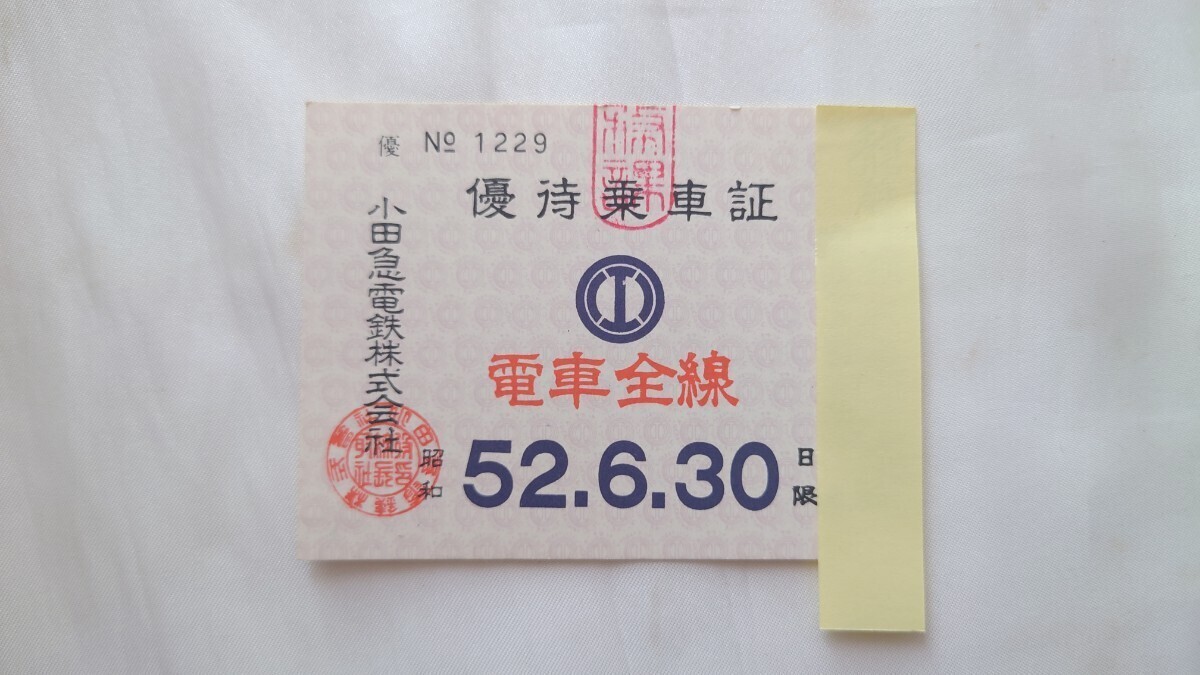 優 № 1229
優待乗車証
小田急電鉄株式会社
電車全線
昭和 52.6.30 日限